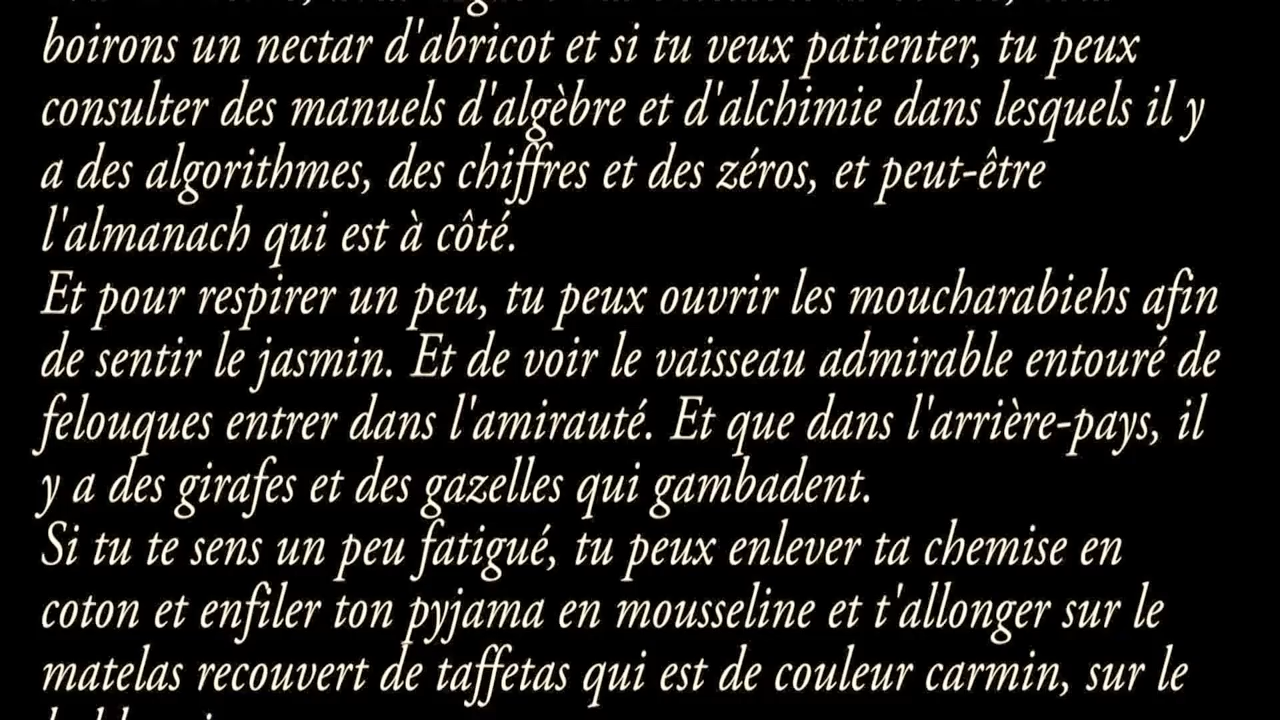 boirons un nectar d'abricot et si tu veux patienter, tu peux
consulter des manuels d'algèbre et d'alchimie dans lesquels il y
a des algorithmes, des chiffres et des zéros, et peut-être
l'almanach qui est à côté.
Et pour respirer un peu, tu peux ouvrir les moucharabiehs afin
de sentir le jasmin. Et de voir le vaisseau admirable entouré de
felouques entrer dans l'amirauté. Et que dans l'arrière-pays, il
y a des girafes et des gazelles qui gambadent.
Si tu te sens un peu fatigué, tu peux enlever ta chemise en
coton et enfiler ton pyjama en mousseline et t'allonger sur le
matelas recouvert de taffetas qui est de couleur carmin, sur le